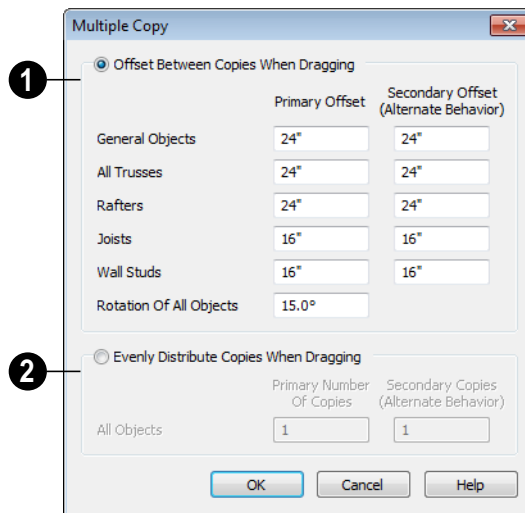 Multiple Copy
1
Offset Between Copies When Dragging
Primary Offset
Secondary Offset
(Alternate Behavior)
General Objects 24" 24"
All Trusses 24" 24"
Rafters 24" 24"
Joists 16" 16"
Wall Studs 16" 16"
Rotation Of All Objects 15.0°
2
Evenly Distribute Copies When Dragging
Primary Number
Of Copies
Secondary Copies
(Alternate Behavior)
All Objects 1 1
OK Cancel Help